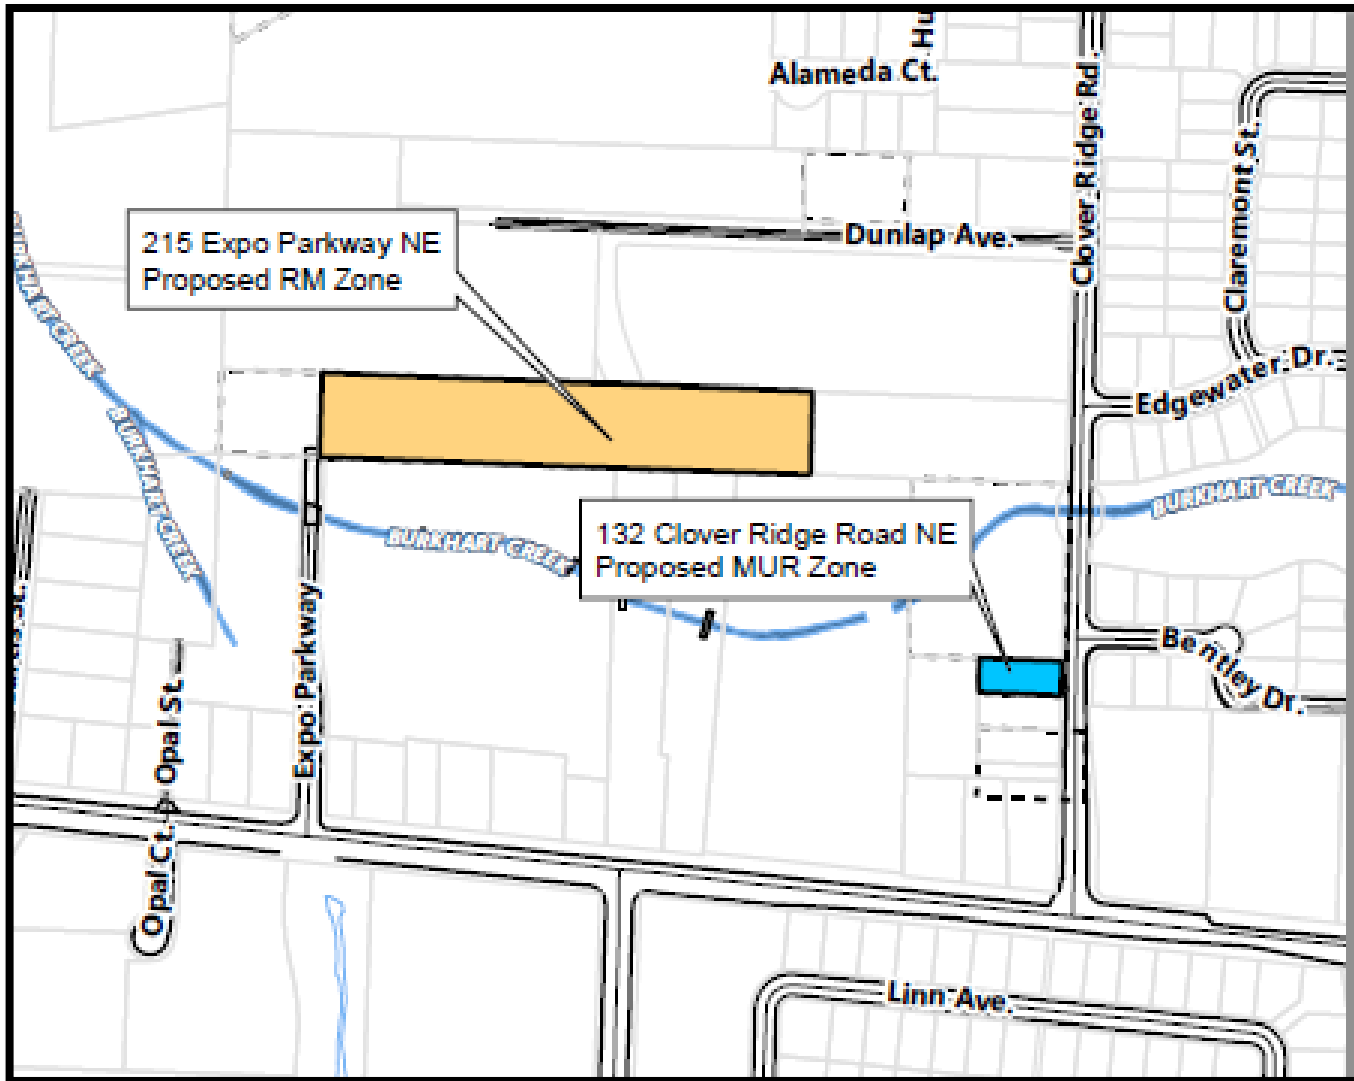 Hu
Alameda Ct.
Clover Ridge Rd.
Claremont St.
215 Expo Parkway NE
Proposed RM Zone
Dunlap Ave.
BURKHART CREEK
Edgewater Dr.
BURKHART CREEK
BURKHART CREEK
BURKHART CREEK
132 Clover Ridge Road NE
Proposed MUR Zone
Expo Parkway
Bentley Dr.
Opal St.
Opal Ct.
Linn Ave.